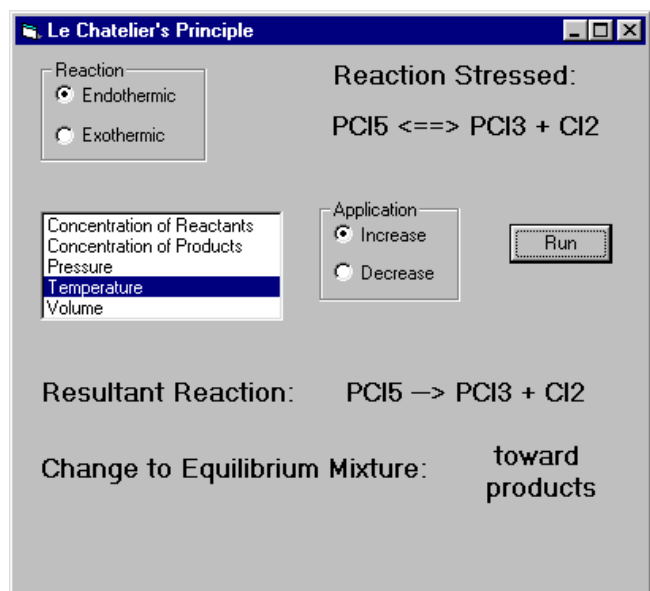 Le Chatelier's Principle
Reaction
Endothermic
Exothermic
Reaction Stressed:
PCl5 <==> PCl3 + Cl2
Concentration of Reactants
Concentration of Products
Pressure
Temperature
Volume
Application
Increase
Decrease
Run
Resultant Reaction: PCl5 —> PCl3 + Cl2
Change to Equilibrium Mixture:
toward
products